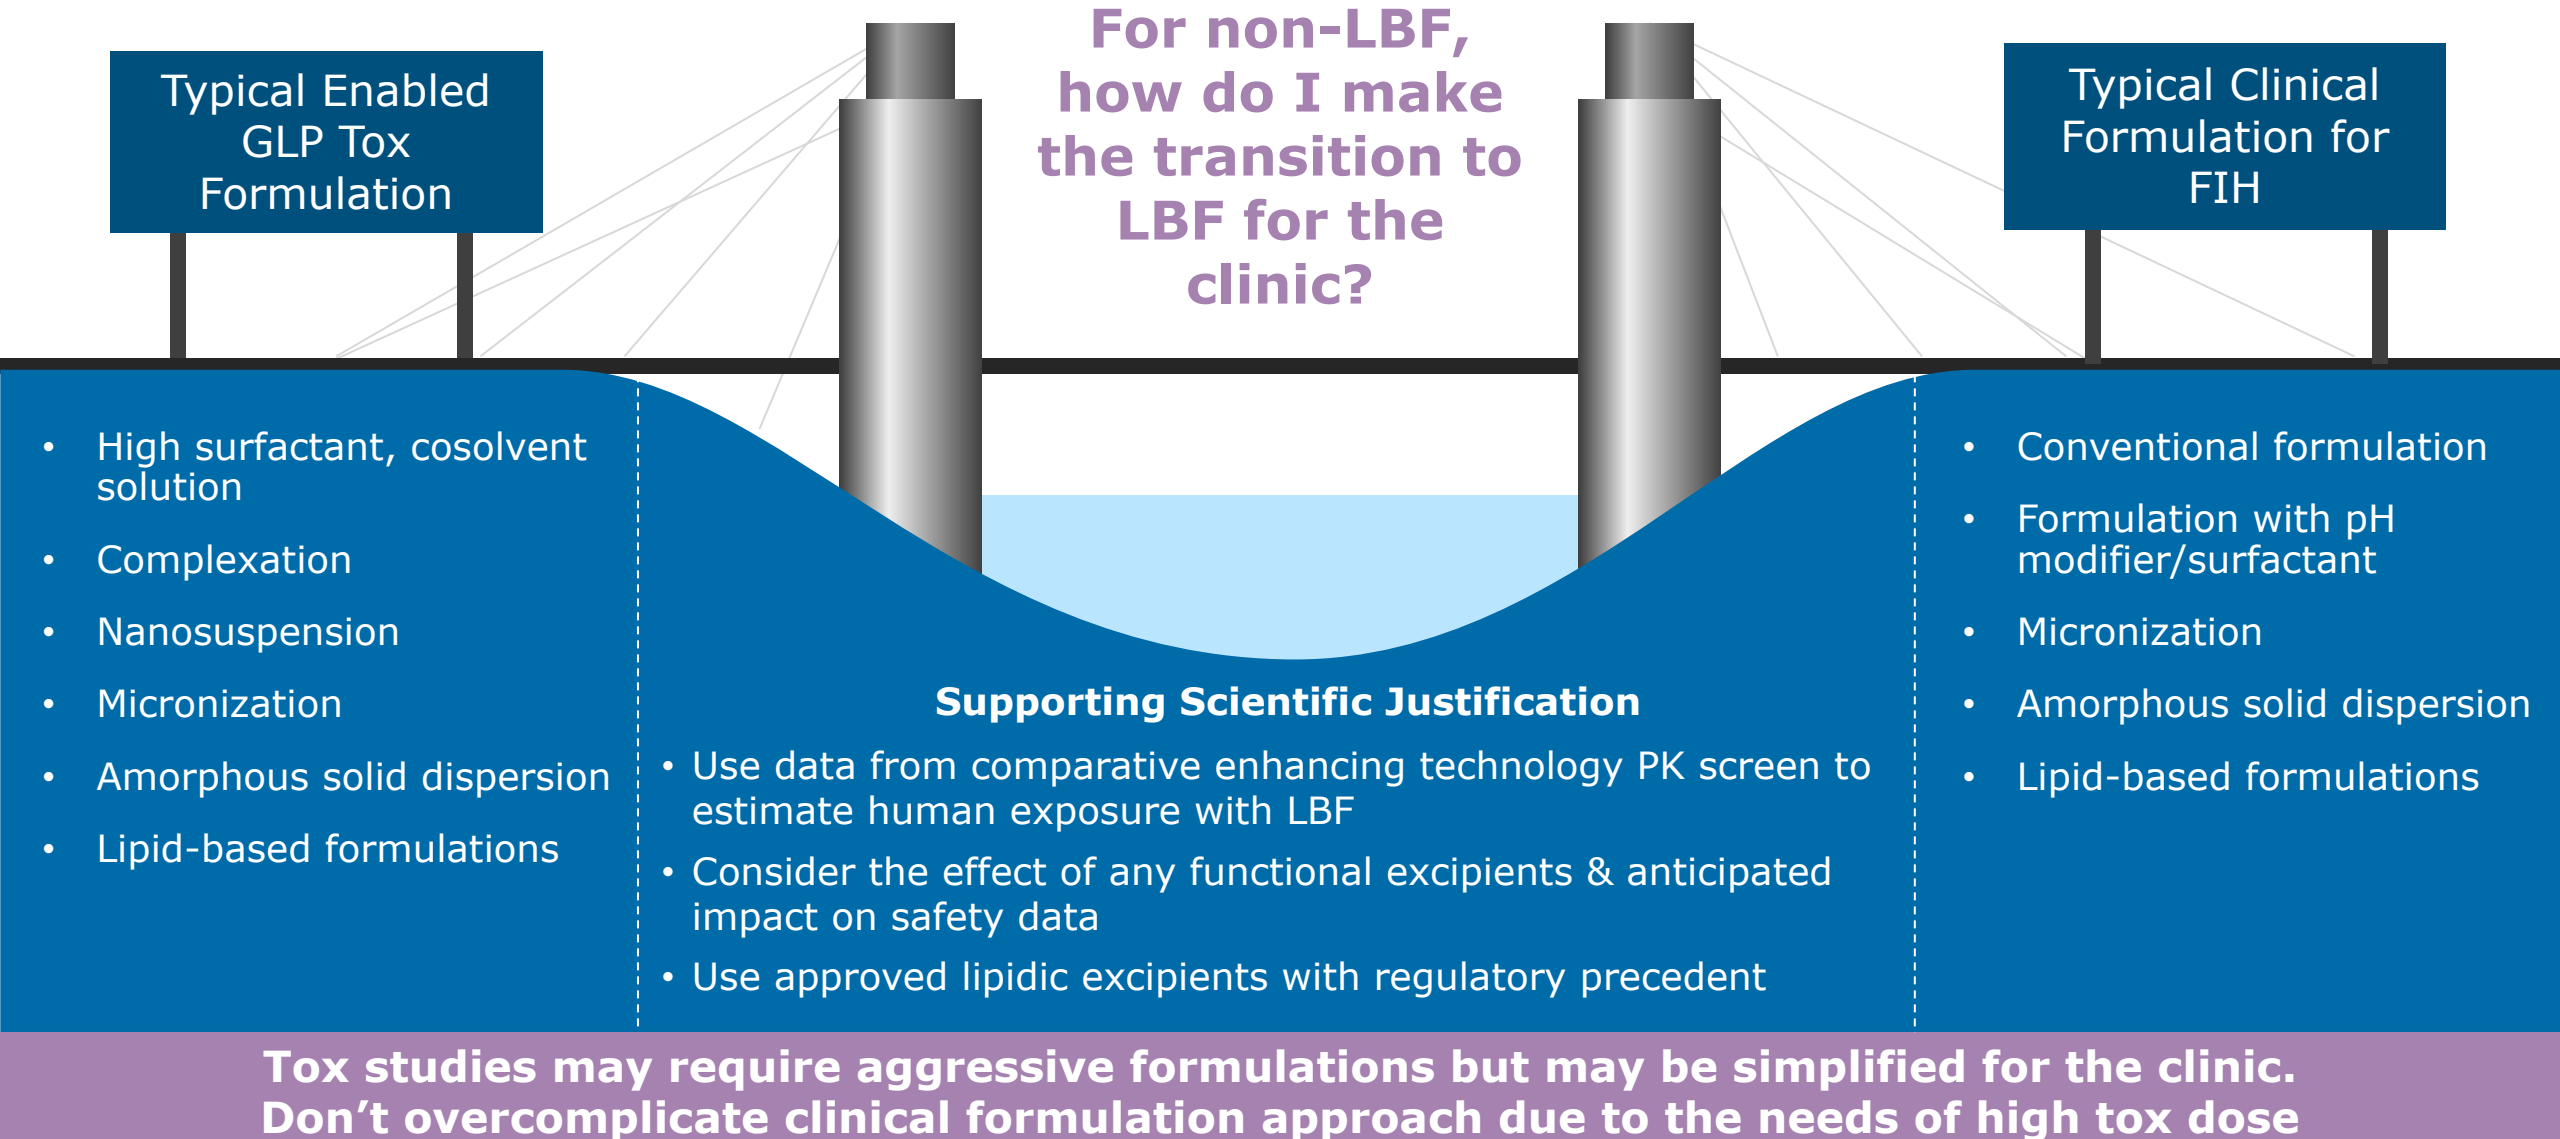 For non-LBF,
how do I make
the transition to
LBF for the
clinic?
Typical Enabled
GLP Tox
Formulation
Typical Clinical
Formulation for
FIH
• High surfactant, cosolvent
solution
• Complexation
• Nanosuspension
• Micronization
• Amorphous solid dispersion
• Lipid-based formulations
Supporting Scientific Justification
• Use data from comparative enhancing technology PK screen to
estimate human exposure with LBF
• Consider the effect of any functional excipients & anticipated
impact on safety data
• Use approved lipidic excipients with regulatory precedent
• Conventional formulation
• Formulation with pH
modifier/surfactant
• Micronization
• Amorphous solid dispersion
• Lipid-based formulations
Tox studies may require aggressive formulations but may be simplified for the clinic.
Don’t overcomplicate clinical formulation approach due to the needs of high tox dose